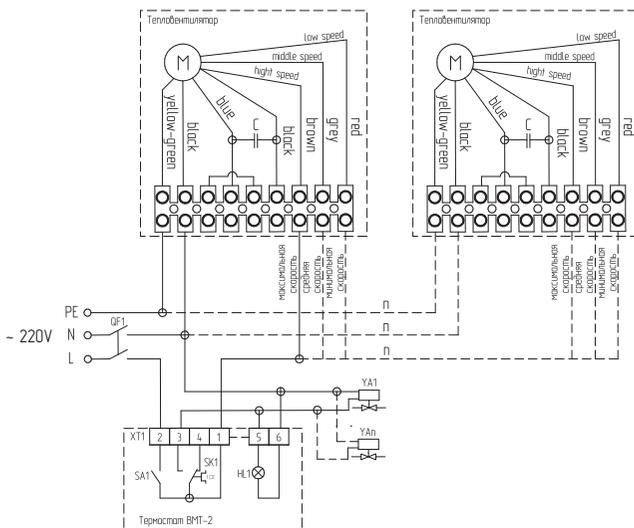 Тепловентилятор
Тепловентилятор
low speed
middle speed
hight speed
M
yellow-green
black
blue
C
black
brown
grey
red
low speed
middle speed
hight speed
M
yellow-green
black
blue
C
black
brown
grey
red
максимальная
скорость
средняя
скорость
минимальная
скорость
максимальная
скорость
средняя
скорость
минимальная
скорость
PE
n
~ 220V
QF1
N
n
L
n
YA1
YAn
XT1
2
3
4
1
5
6
SA1
SK1
HL1
Термостат ВМТ-2